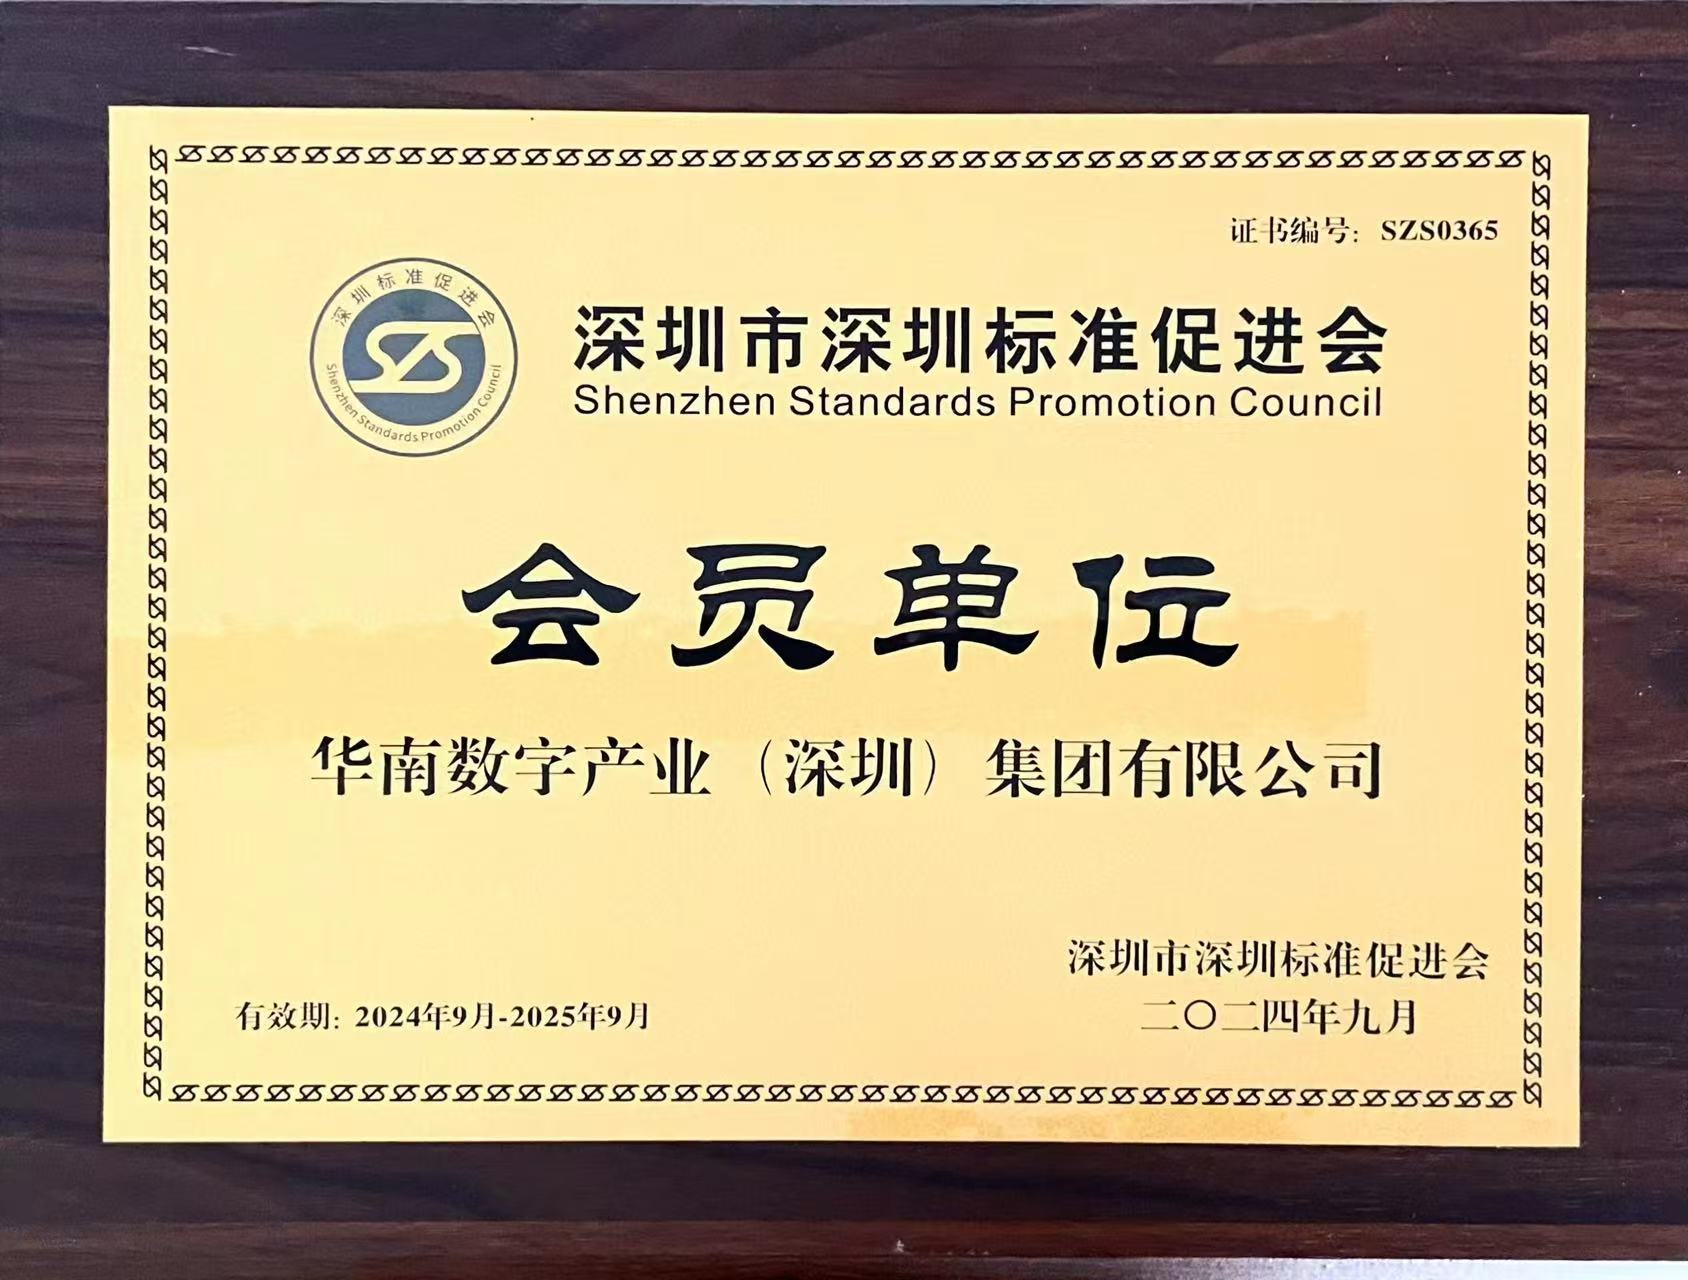 证书编号：SZS0365
深圳标准促进会
SZS
Shenzhen Standards Promotion Council
深圳市深圳标准促进会
Shenzhen Standards Promotion Council
会员单位
华南数字产业（深圳）集团有限公司
深圳市深圳标准促进会
有效期：2024年9月-2025年9月
二〇二四年九月